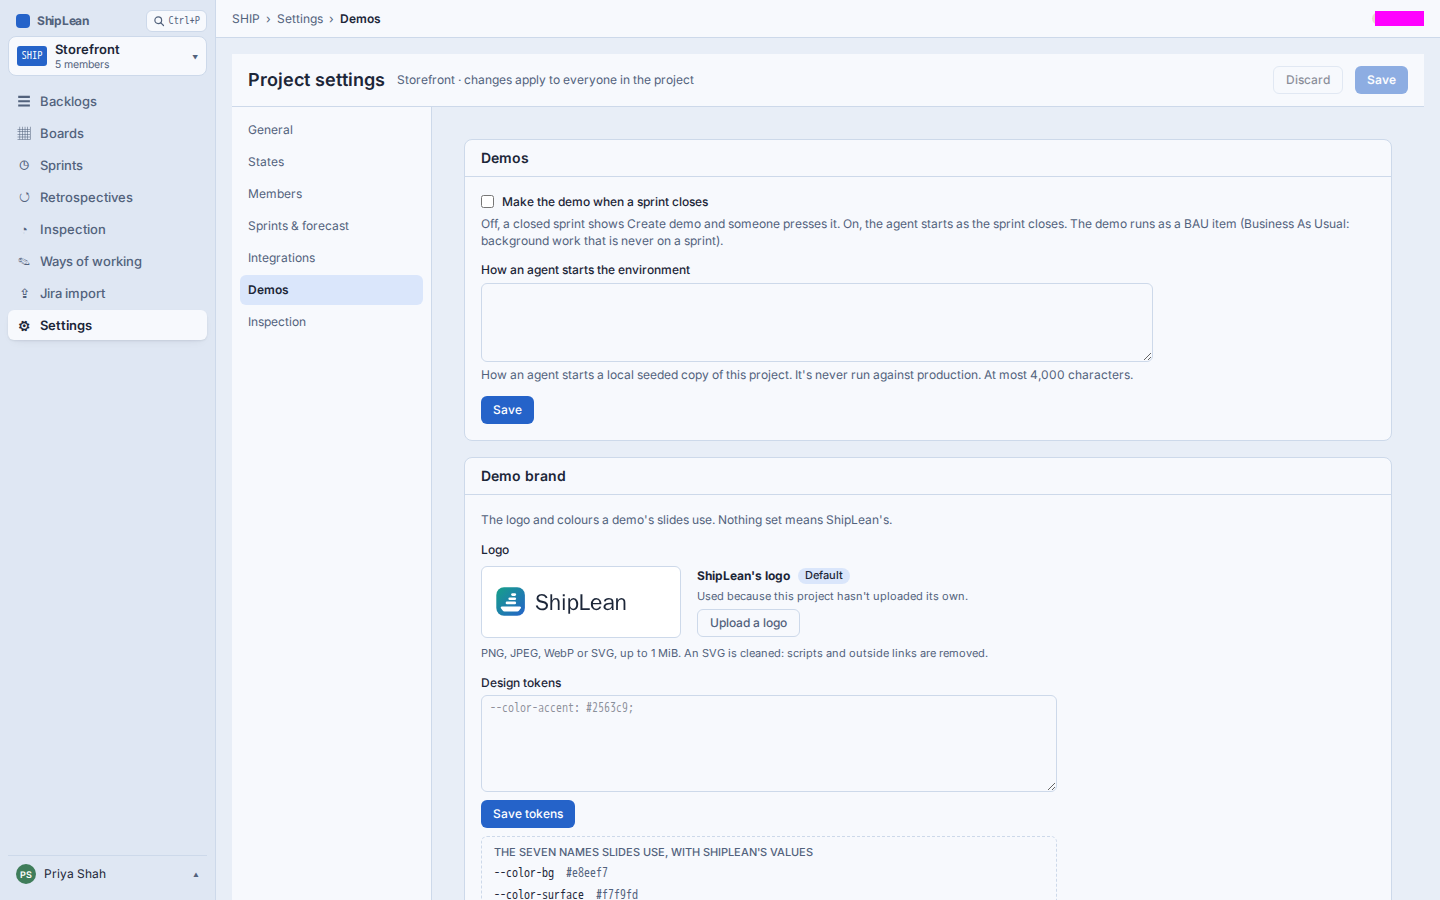 ShipLean
Ctrl+P
SHIP
Storefront
5 members
Backlogs
Boards
Sprints
Retrospectives
Inspection
Ways of working
Jira import
Settings
Priya Shah
PS
SHIP › Settings › Demos
Project settings
Storefront · changes apply to everyone in the project
Discard
Save
General
States
Members
Sprints & forecast
Integrations
Demos
Inspection
Demos
Make the demo when a sprint closes
Off, a closed sprint shows Create demo and someone presses it. On, the agent starts as the sprint closes. The demo runs as a BAU item (Business As Usual:
background work that is never on a sprint).
How an agent starts the environment
How an agent starts a local seeded copy of this project. It's never run against production. At most 4,000 characters.
Save
Demo brand
The logo and colours a demo's slides use. Nothing set means ShipLean's.
Logo
ShipLean
ShipLean's logo
Default
Used because this project hasn't uploaded its own.
Upload a logo
PNG, JPEG, WebP or SVG, up to 1 MiB. An SVG is cleaned: scripts and outside links are removed.
Design tokens
--color-accent: #2563c9;
Save tokens
THE SEVEN NAMES SLIDES USE, WITH SHIPLEAN'S VALUES
--color-bg #e8eef7
--color-surface #f7f9fd